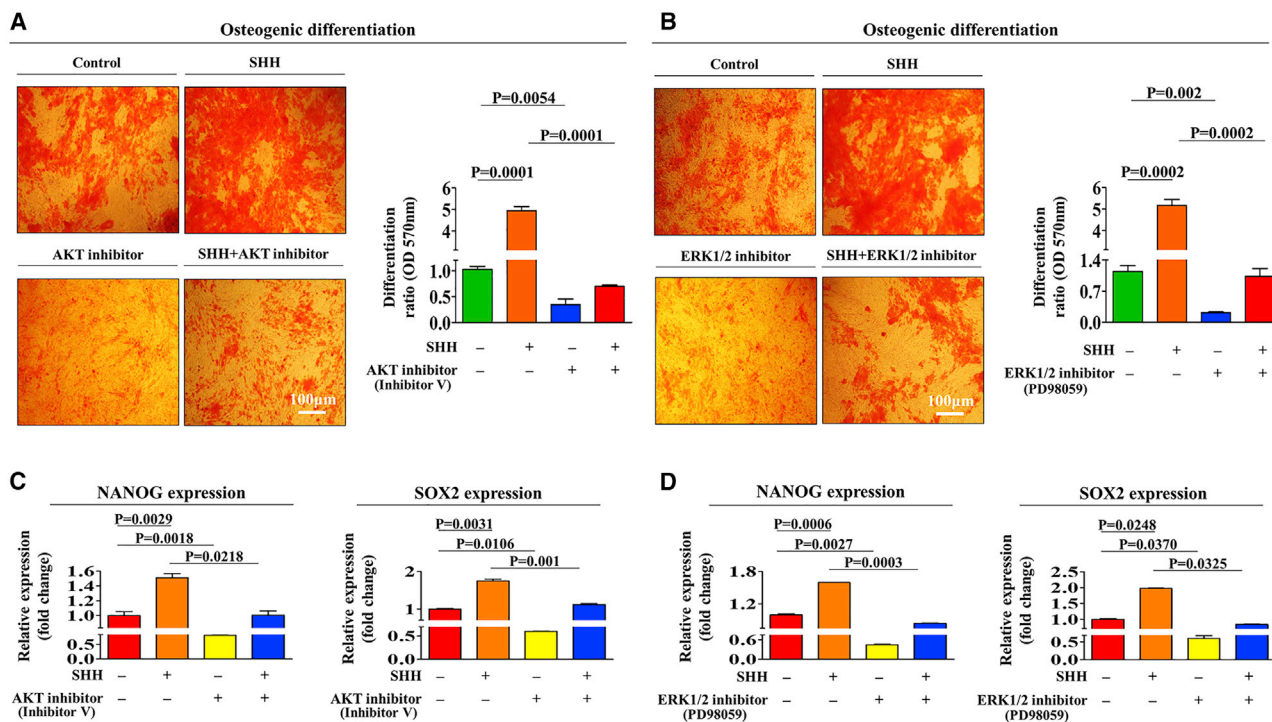 A
Osteogenic differentiation
Control
SHH
AKT inhibitor
SHH+AKT inhibitor
100µm
P=0.0054
P=0.0001
P=0.0001
Differentiation
ratio (OD 570nm)
6
5
4
1.0
0.5
0.0
SHH
– + – +
AKT inhibitor
(Inhibitor V)
– – + +
B
Osteogenic differentiation
Control
SHH
ERK1/2 inhibitor
SHH+ERK1/2 inhibitor
100µm
P=0.002
P=0.0002
P=0.0002
Differentiation
ratio (OD 570nm)
6
5
4
1.4
0.7
0.0
SHH
– + – +
ERK1/2 inhibitor
(PD98059)
– – + +
C
NANOG expression
P=0.0029
P=0.0018
P=0.0218
Relative expression
(fold change)
1.6
1.4
1.2
1.0
0.5
0.0
SHH
– + – +
AKT inhibitor
(Inhibitor V)
– – + +
SOX2 expression
P=0.0031
P=0.0106
P=0.001
Relative expression
(fold change)
2
1
0.5
0.0
SHH
– + – +
AKT inhibitor
(Inhibitor V)
– – + +
D
NANOG expression
P=0.0006
P=0.0027
P=0.0003
Relative expression
(fold change)
1.8
1.2
0.6
0.0
SHH
– + – +
ERK1/2 inhibitor
(PD98059)
– – + +
SOX2 expression
P=0.0248
P=0.0370
P=0.0325
Relative expression
(fold change)
2.0
1.5
1.0
0.5
0.0
SHH
– + – +
ERK1/2 inhibitor
(PD98059)
– – + +